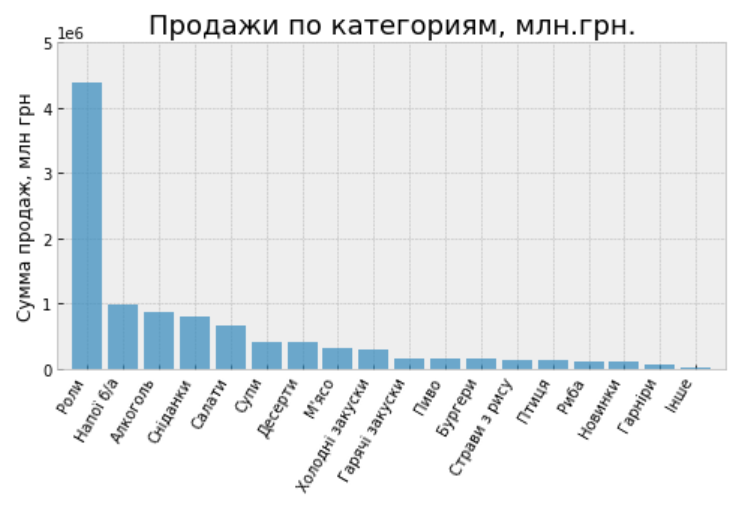 Продажи по категориям, млн.грн.
1e6
Сумма продаж, млн грн
5
4
3
2
1
0
Роли
Напої б/а
Алкоголь
Сніданки
Салати
Супи
Десерти
М'ясо
Холодні закуски
Гарячі закуски
Пиво
Бургери
Страви з рису
Птиця
Риба
Новинки
Гарніри
Інше